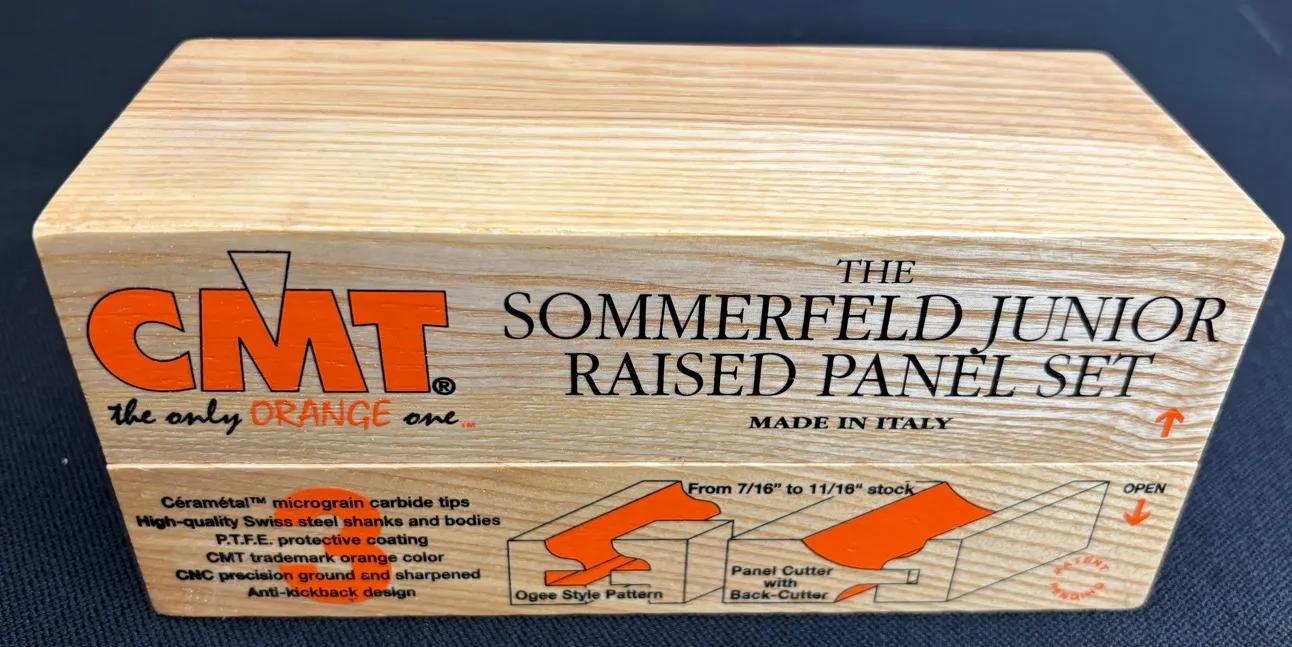 CMT®
the only ORANGE one™
THE
SOMMERFELD JUNIOR
RAISED PANEL SET
MADE IN ITALY
3
Céramétal™ micrograin carbide tips
High-quality Swiss steel shanks and bodies
P.T.F.E. protective coating
CMT trademark orange color
CNC precision ground and sharpened
Anti-kickback design
From 7/16" to 11/16" stock
Ogee Style Pattern
Panel Cutter
with
Back-Cutter
OPEN
PATENT
PENDING